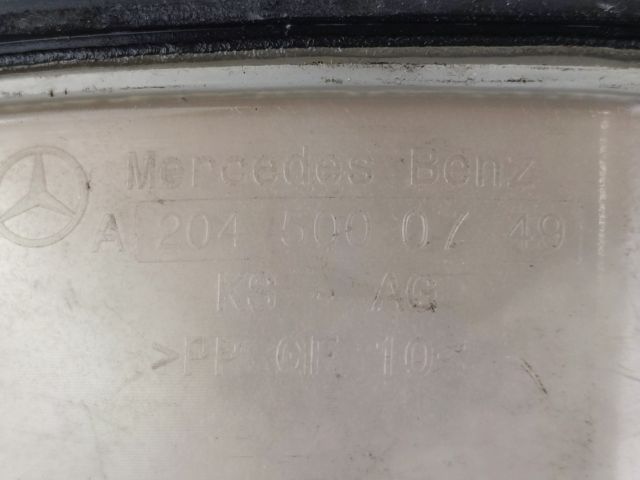 Mercedes Benz
A 204 500 07 49
KS - AG
>PP GF 10<